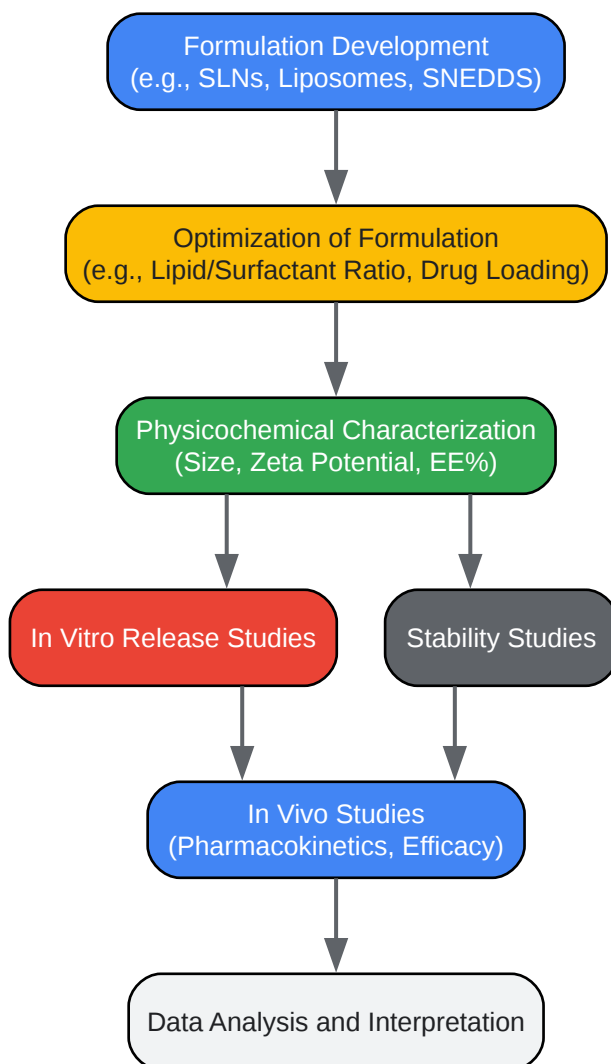 Formulation Development
(e.g., SLNs, Liposomes, SNEDDS)
Optimization of Formulation
(e.g., Lipid/Surfactant Ratio, Drug Loading)
Physicochemical Characterization
(Size, Zeta Potential, EE%)
In Vitro Release Studies
Stability Studies
In Vivo Studies
(Pharmacokinetics, Efficacy)
Data Analysis and Interpretation